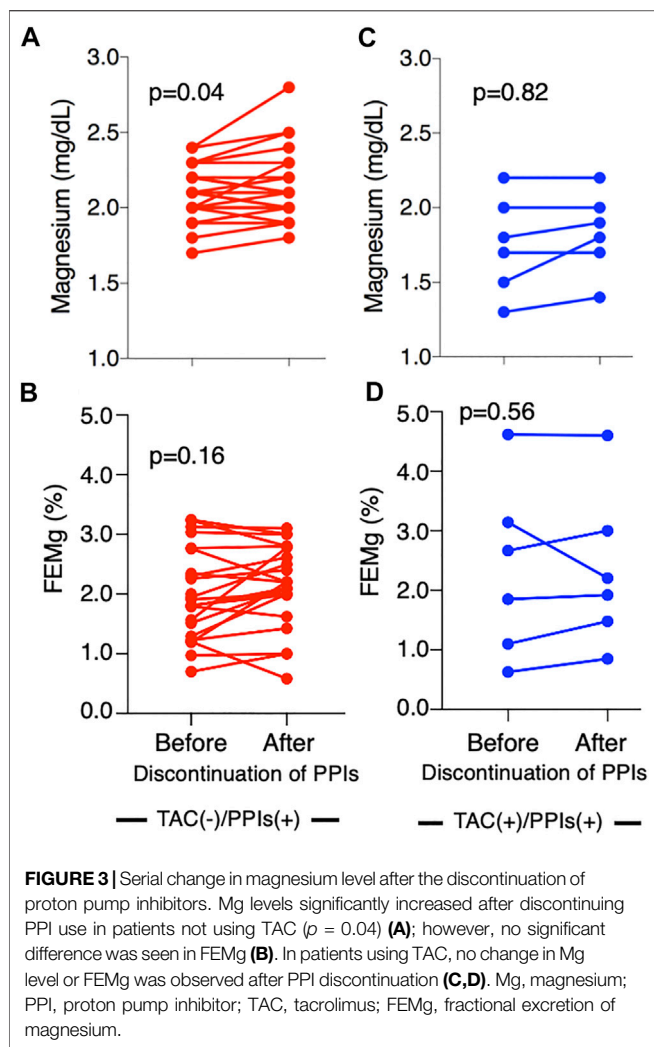 A
3.0
p=0.04
2.5
2.0
1.5
1.0
Magnesium (mg/dL)
B
5.0
p=0.16
4.0
3.0
2.0
1.0
0.0
FEMg (%)
Before After
Discontinuation of PPIs
TAC(-)/PPIs(+)
C
3.0
p=0.82
2.5
2.0
1.5
1.0
Magnesium (mg/dL)
D
5.0
p=0.56
4.0
3.0
2.0
1.0
0.0
FEMg (%)
Before After
Discontinuation of PPIs
TAC(+)/PPIs(+)
FIGURE 3 | Serial change in magnesium level after the discontinuation of
proton pump inhibitors. Mg levels significantly increased after discontinuing
PPI use in patients not using TAC (p = 0.04) (A); however, no significant
difference was seen in FEMg (B). In patients using TAC, no change in Mg
level or FEMg was observed after PPI discontinuation (C,D). Mg, magnesium;
PPI, proton pump inhibitor; TAC, tacrolimus; FEMg, fractional excretion of
magnesium.